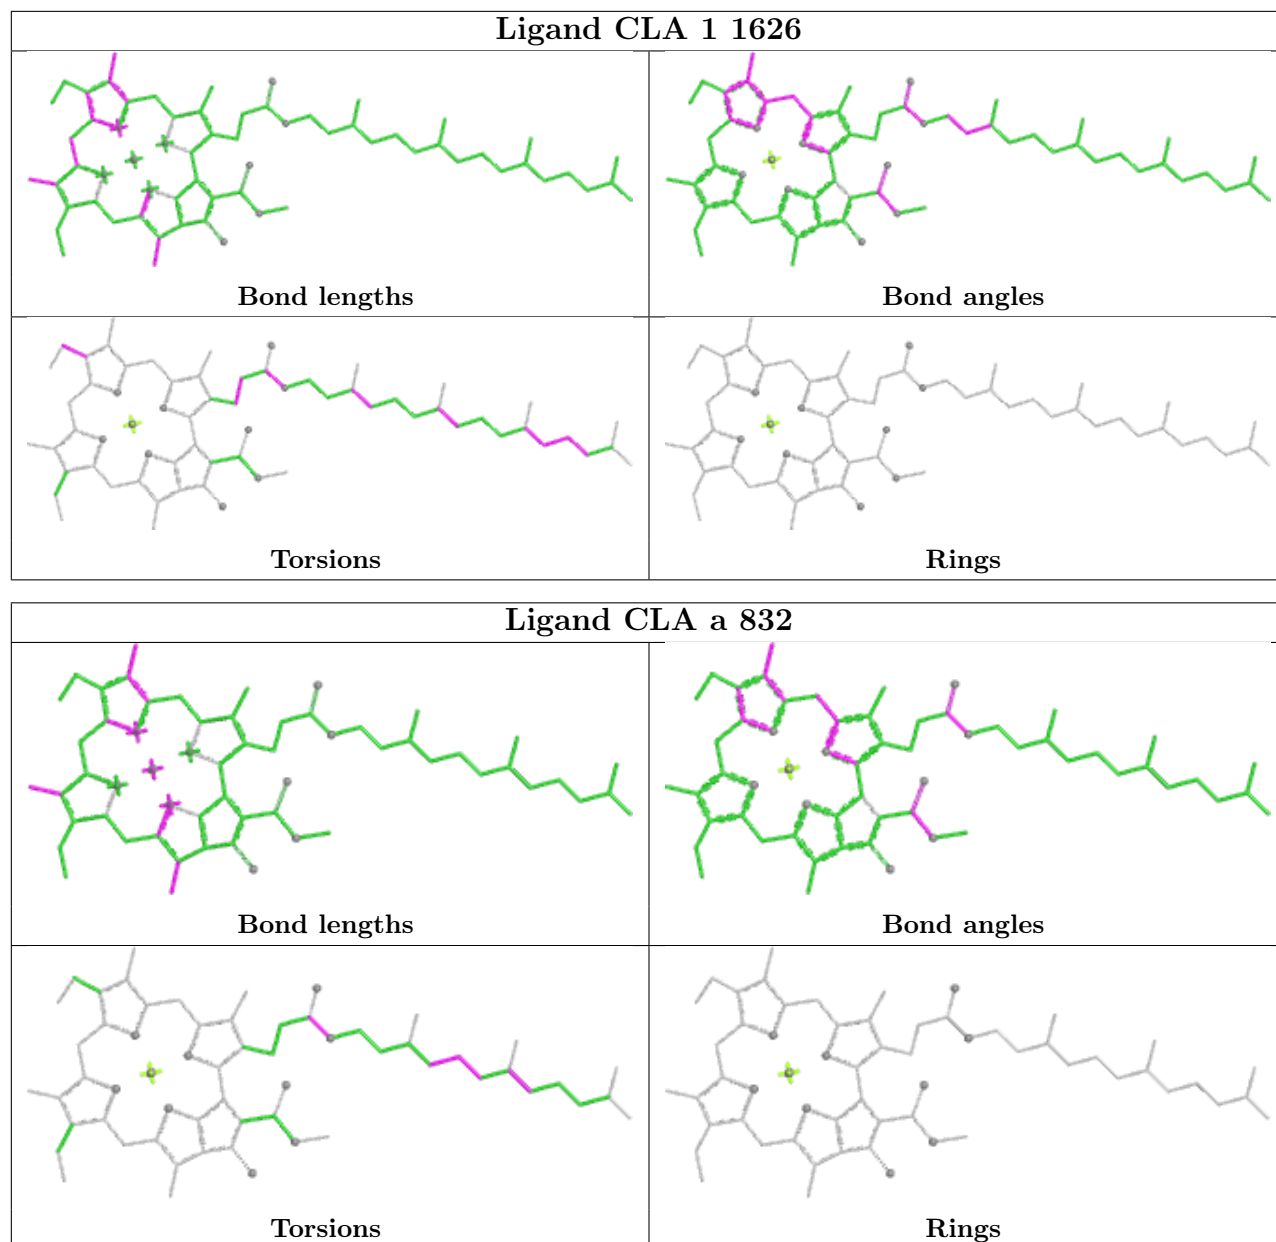 Ligand CLA 1 1626
Bond lengths
Bond angles
Torsions
Rings
Ligand CLA a 832
Bond lengths
Bond angles
Torsions
Rings